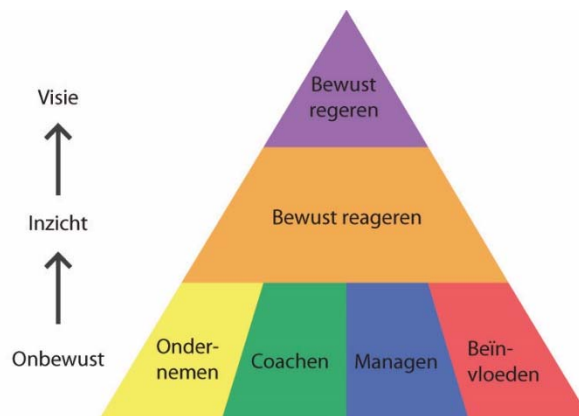 Visie
Bewust
regeren
Inzicht
Bewust reageren
Onbewust
Onder-
nemen
Coachen
Managen
Beïn-
vloeden